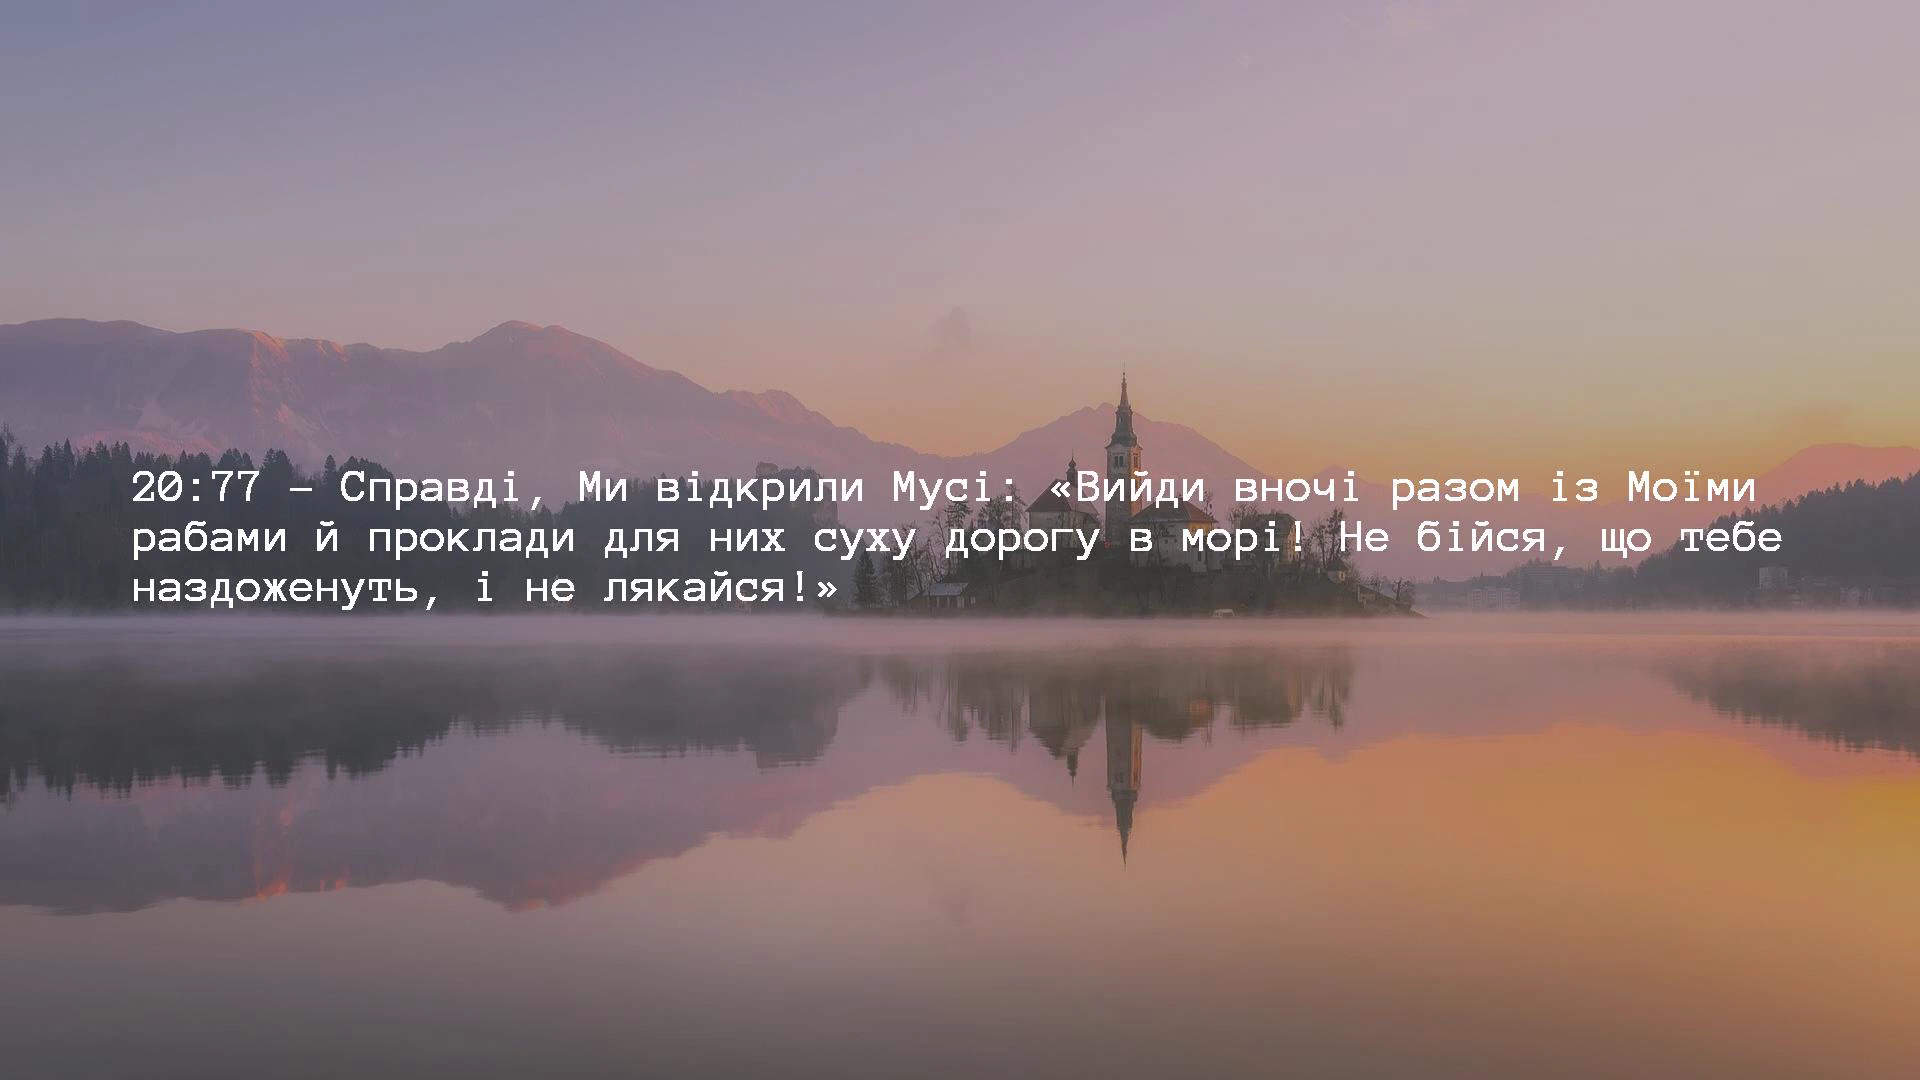 20:77 – Справді, Ми відкрили Мусі: «Вийди вночі разом із Моїми
рабами й проклади для них суху дорогу в морі! Не бійся, що тебе
наздоженуть, і не лякайся!»